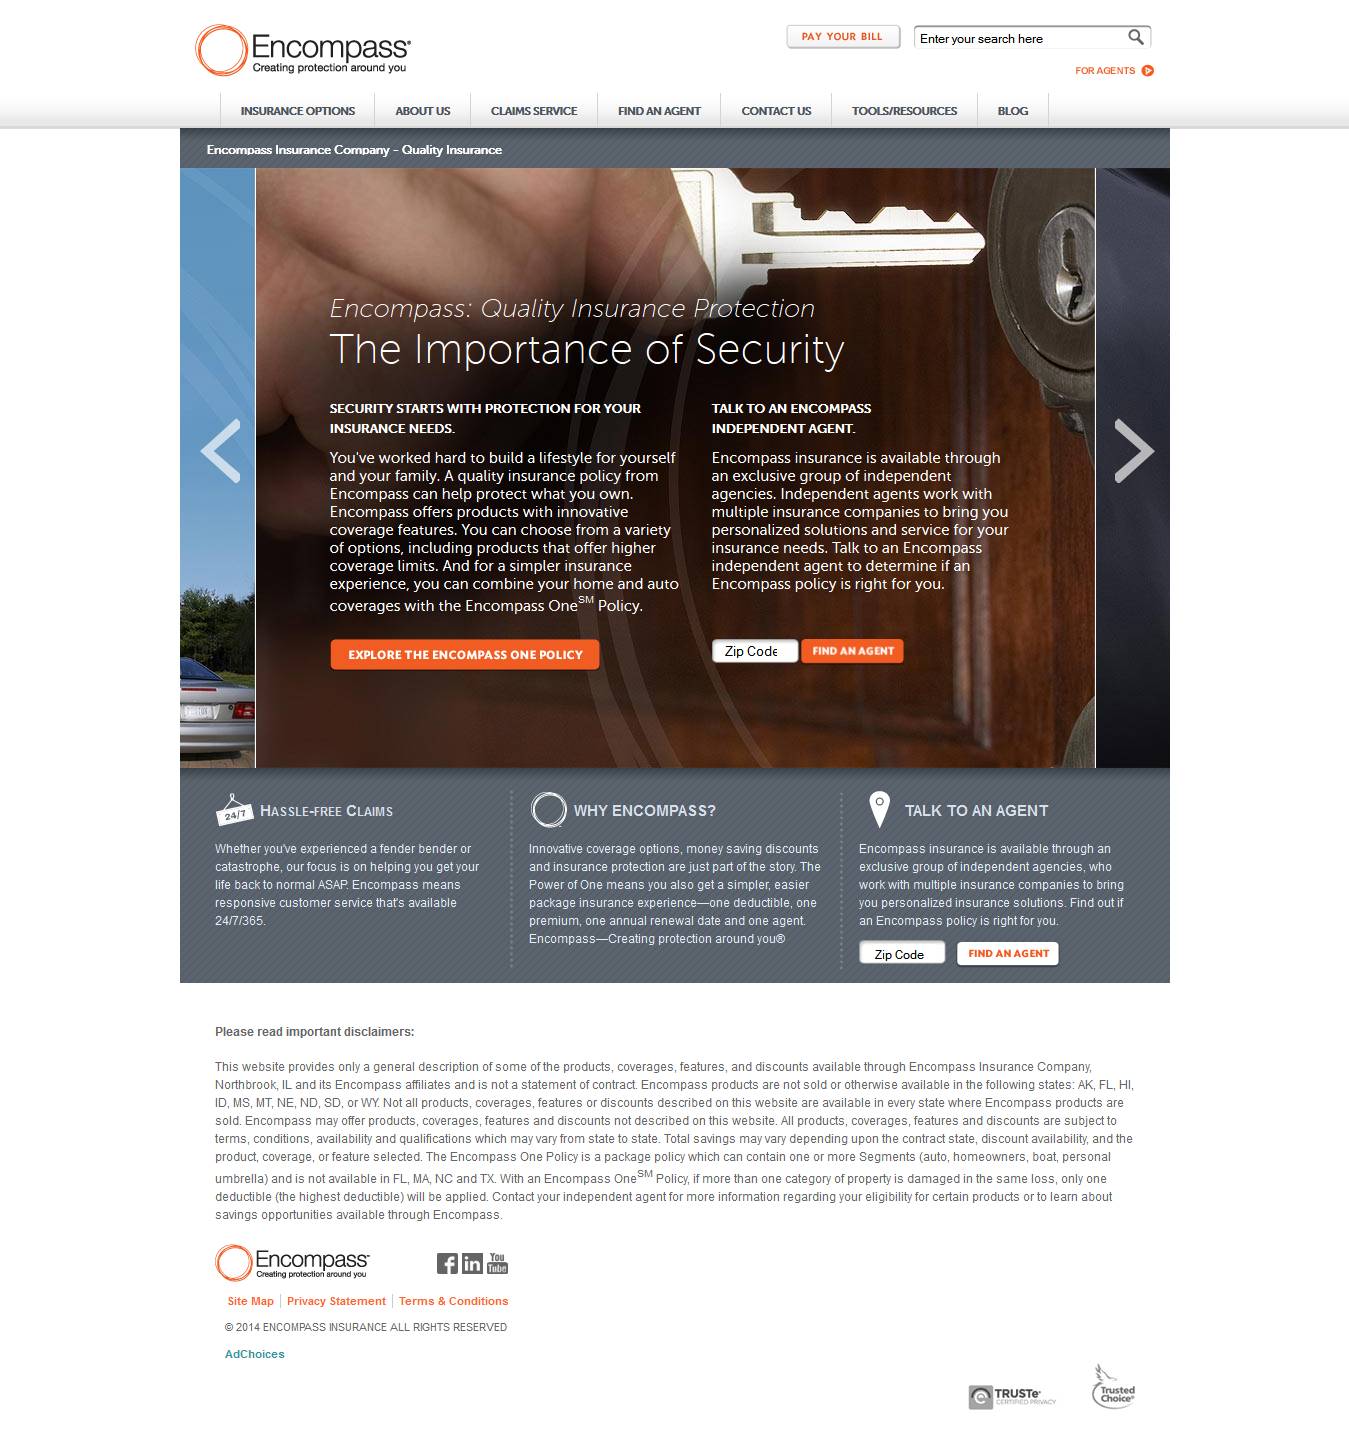 Encompass®
Creating protection around you
PAY YOUR BILL
Enter your search here
FOR AGENTS
INSURANCE OPTIONS
ABOUT US
CLAIMS SERVICE
FIND AN AGENT
CONTACT US
TOOLS/RESOURCES
BLOG
Encompass Insurance Company - Quality Insurance
Encompass: Quality Insurance Protection
The Importance of Security
SECURITY STARTS WITH PROTECTION FOR YOUR
INSURANCE NEEDS.
You've worked hard to build a lifestyle for yourself
and your family. A quality insurance policy from
Encompass can help protect what you own.
Encompass offers products with innovative
coverage features. You can choose from a variety
of options, including products that offer higher
coverage limits. And for a simpler insurance
experience, you can combine your home and auto
coverages with the Encompass One SM Policy.
EXPLORE THE ENCOMPASS ONE POLICY
TALK TO AN ENCOMPASS
INDEPENDENT AGENT.
Encompass insurance is available through
an exclusive group of independent
agencies. Independent agents work with
multiple insurance companies to bring you
personalized solutions and service for your
insurance needs. Talk to an Encompass
independent agent to determine if an
Encompass policy is right for you.
Zip Code
FIND AN AGENT
24/7
HASSLE-FREE CLAIMS
Whether you've experienced a fender bender or
catastrophe, our focus is on helping you get your
life back to normal ASAP. Encompass means
responsive customer service that's available
24/7/365.
WHY ENCOMPASS?
Innovative coverage options, money saving discounts
and insurance protection are just part of the story. The
Power of One means you also get a simpler, easier
package insurance experience—one deductible, one
premium, one annual renewal date and one agent.
Encompass—Creating protection around you®
TALK TO AN AGENT
Encompass insurance is available through an
exclusive group of independent agencies, who
work with multiple insurance companies to bring
you personalized insurance solutions. Find out if
an Encompass policy is right for you.
Zip Code
FIND AN AGENT
Please read important disclaimers:
This website provides only a general description of some of the products, coverages, features, and discounts available through Encompass Insurance Company,
Northbrook, IL and its Encompass affiliates and is not a statement of contract. Encompass products are not sold or otherwise available in the following states: AK, FL, HI,
ID, MS, MT, NE, ND, SD, or WY. Not all products, coverages, features or discounts described on this website are available in every state where Encompass products are
sold. Encompass may offer products, coverages, features and discounts not described on this website. All products, coverages, features and discounts are subject to
terms, conditions, availability and qualifications which may vary from state to state. Total savings may vary depending upon the contract state, discount availability, and the
product, coverage, or feature selected. The Encompass One Policy is a package policy which can contain one or more Segments (auto, homeowners, boat, personal
umbrella) and is not available in FL, MA, NC and TX. With an Encompass One SM Policy, if more than one category of property is damaged in the same loss, only one
deductible (the highest deductible) will be applied. Contact your independent agent for more information regarding your eligibility for certain products or to learn about
savings opportunities available through Encompass.
Encompass
Creating protection around you
f in You Tube
Site Map
Privacy Statement
Terms & Conditions
© 2014 ENCOMPASS INSURANCE ALL RIGHTS RESERVED
AdChoices
TRUSTe
CERTIFIED PRIVACY
Trusted
Choice®